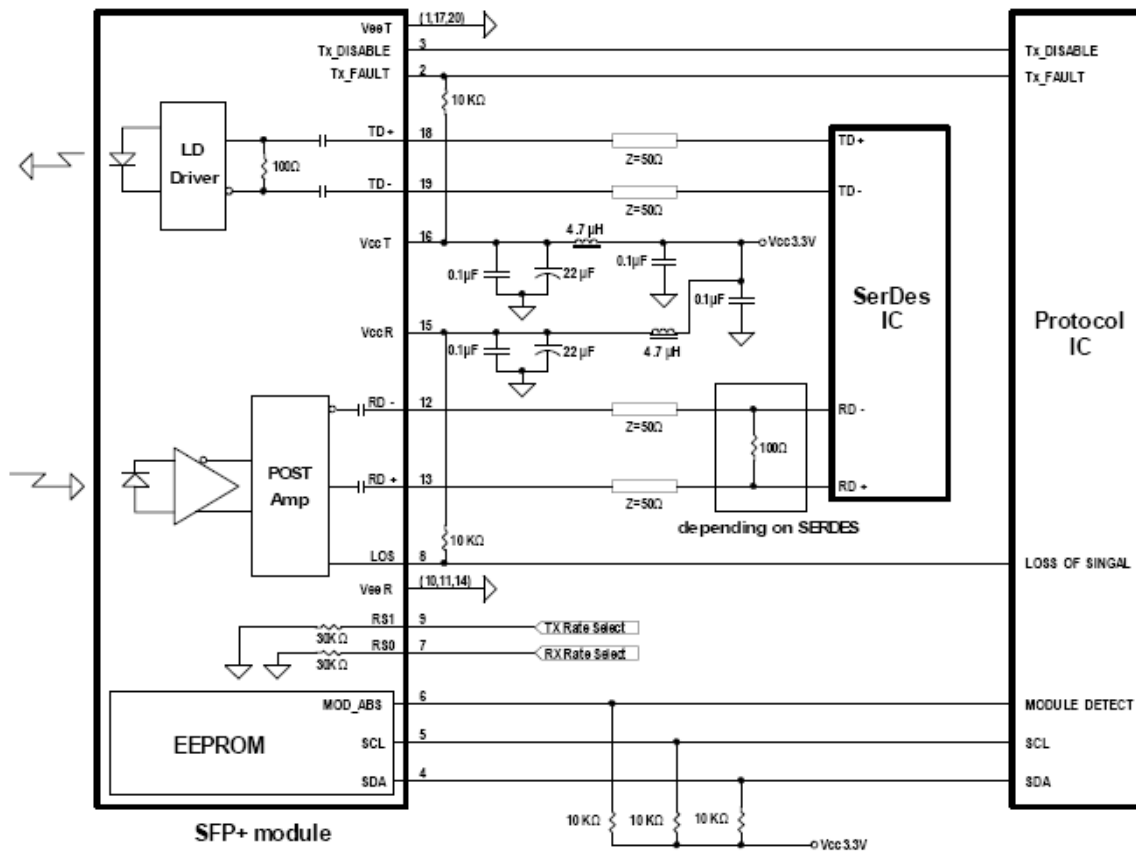 VeeT (1,17,20)
Tx_DISABLE 3 Tx_DISABLE
Tx_FAULT 2 Tx_FAULT
10 KΩ
LD Driver
100Ω
TD+ 18 Z=50Ω TD+
TD- 19 Z=50Ω TD-
VccT 16
4.7 µH
Vcc3.3V
0.1µF
22 µF
0.1µF
0.1µF
SerDes IC
Protocol IC
VccR 15
0.1µF
22 µF
4.7 µH
RD - 12 Z=50Ω RD -
100Ω
POST Amp
RD + 13 Z=50Ω RD +
depending on SERDES
10 KΩ
LOS 8 LOSS OF SINGAL
VeeR (10,11,14)
RS1 9 TX Rate Select
30KΩ
RS0 7 RX Rate Select
30KΩ
EEPROM
MOD_ABS 6 MODULE DETECT
SCL 5 SCL
SDA 4 SDA
10 KΩ 10 KΩ 10 KΩ
Vcc3.3V
SFP+ module